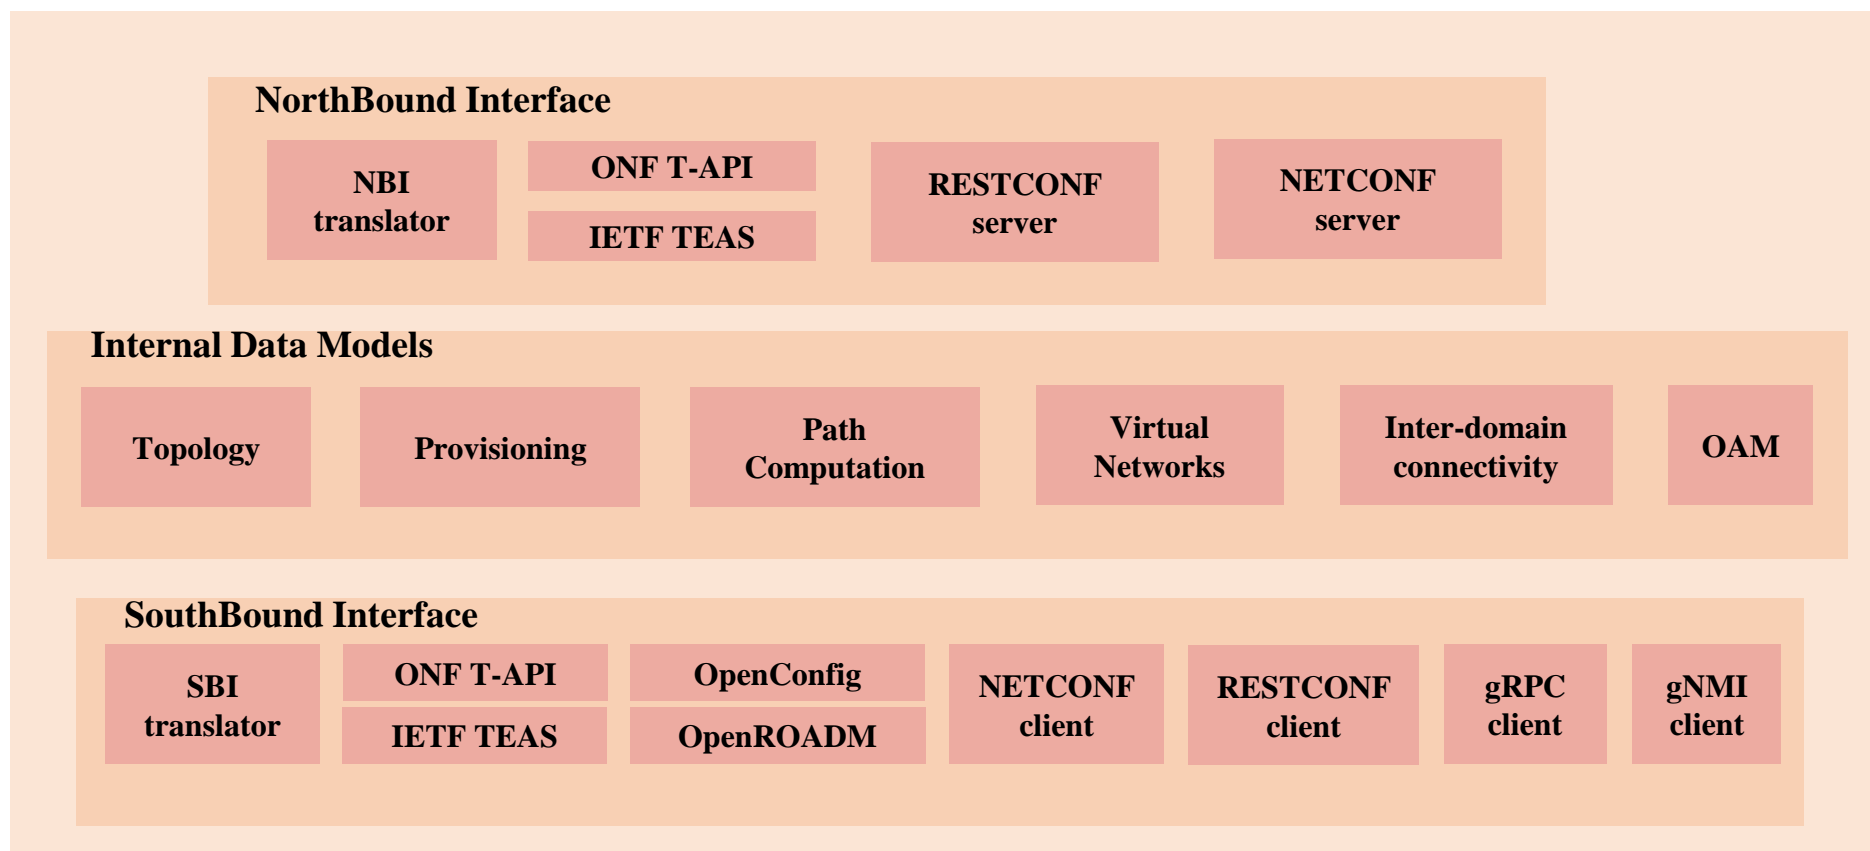 NorthBound Interface
NBI
translator
ONF T-API
IETF TEAS
RESTCONF
server
NETCONF
server
Internal Data Models
Topology
Provisioning
Path
Computation
Virtual
Networks
Inter-domain
connectivity
OAM
SouthBound Interface
SBI
translator
ONF T-API
IETF TEAS
OpenConfig
OpenROADM
NETCONF
client
RESTCONF
client
gRPC
client
gNMI
client